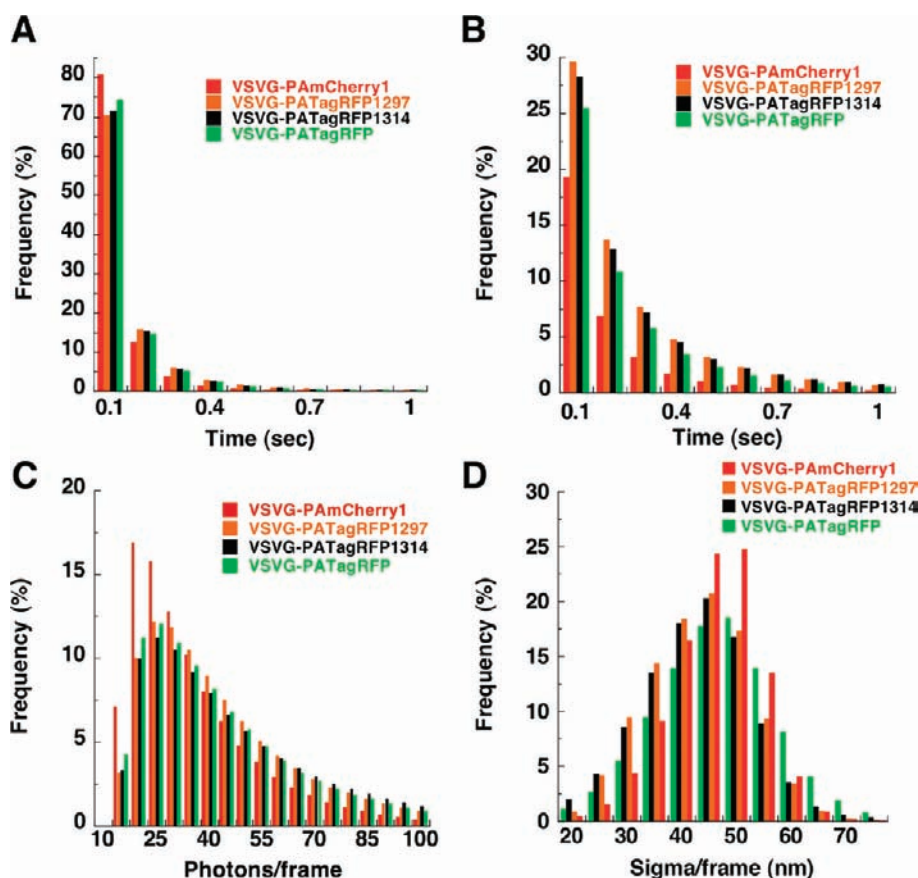 A
80
70
60
50
40
30
20
10
0
Frequency (%)
VSVG-PAmCherry1
VSVG-PATagRFP1297
VSVG-PATagRFP1314
VSVG-PATagRFP
0.1
0.4
0.7
1
Time (sec)
B
30
25
20
15
10
5
0
Frequency (%)
VSVG-PAmCherry1
VSVG-PATagRFP1297
VSVG-PATagRFP1314
VSVG-PATagRFP
0.1
0.4
0.7
1
Time (sec)
C
20
15
10
5
0
Frequency (%)
VSVG-PAmCherry1
VSVG-PATagRFP1297
VSVG-PATagRFP1314
VSVG-PATagRFP
10
25
40
55
70
85
100
Photons/frame
D
30
25
20
15
10
5
0
Frequency (%)
VSVG-PAmCherry1
VSVG-PATagRFP1297
VSVG-PATagRFP1314
VSVG-PATagRFP
20
30
40
50
60
70
Sigma/frame (nm)